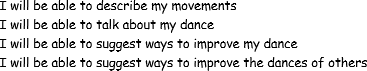 I will be able to describe my movements
I will be able to talk about my dance
I will be able to suggest ways to improve my dance
I will be able to suggest ways to improve the dances of others